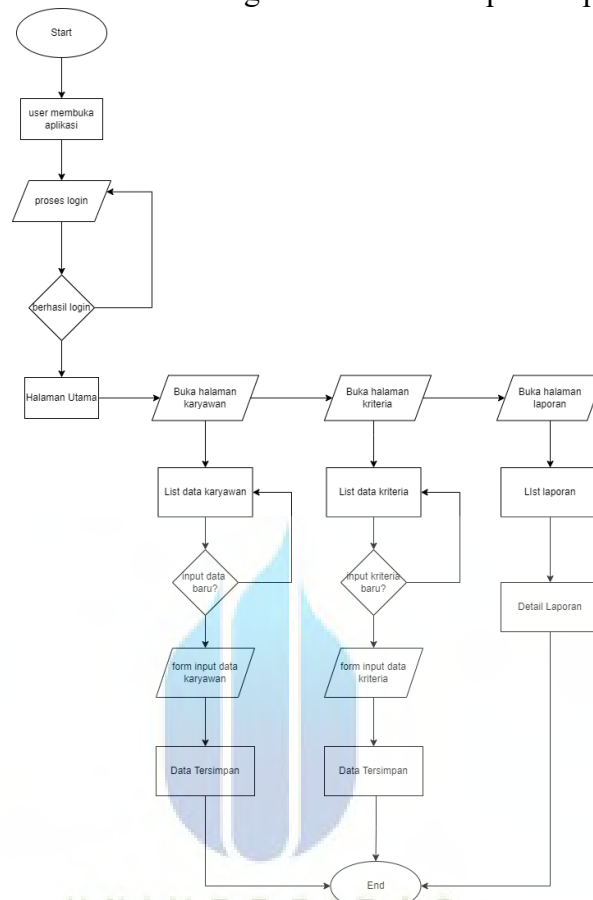 Start
user membuka
aplikasi
proses login
berhasil login
Halaman Utama
Buka halaman
karyawan
Buka halaman
kriteria
Buka halaman
laporan
List data karyawan
List data kriteria
LIst laporan
input data
baru?
input kriteria
baru?
Detail Laporan
form input data
karyawan
form input data
kriteria
Data Tersimpan
Data Tersimpan
End